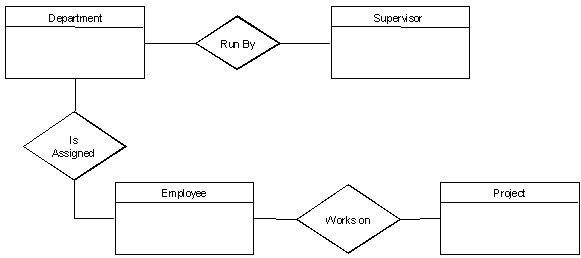 Department
Supervisor
Run By
Is
Assigned
Employee
Project
Works on